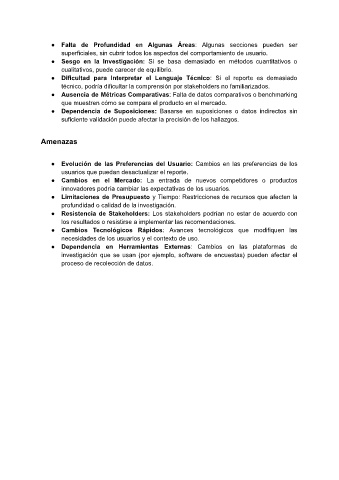 ● Falta de Profundidad en Algunas Áreas: Algunas secciones pueden ser
superficiales, sin cubrir todos los aspectos del comportamiento de usuario.
● Sesgo en la Investigación: Si se basa demasiado en métodos cuantitativos o
cualitativos, puede carecer de equilibrio.
● Dificultad para Interpretar el Lenguaje Técnico: Si el reporte es demasiado
técnico, podría dificultar la comprensión por stakeholders no familiarizados.
● Ausencia de Métricas Comparativas: Falta de datos comparativos o benchmarking
que muestren cómo se compara el producto en el mercado.
● Dependencia de Suposiciones: Basarse en suposiciones o datos indirectos sin
suficiente validación puede afectar la precisión de los hallazgos.
Amenazas
● Evolución de las Preferencias del Usuario: Cambios en las preferencias de los
usuarios que puedan desactualizar el reporte.
● Cambios en el Mercado: La entrada de nuevos competidores o productos
innovadores podría cambiar las expectativas de los usuarios.
● Limitaciones de Presupuesto y Tiempo: Restricciones de recursos que afecten la
profundidad o calidad de la investigación.
● Resistencia de Stakeholders: Los stakeholders podrían no estar de acuerdo con
los resultados o resistirse a implementar las recomendaciones.
● Cambios Tecnológicos Rápidos: Avances tecnológicos que modifiquen las
necesidades de los usuarios y el contexto de uso.
● Dependencia en Herramientas Externas: Cambios en las plataformas de
investigación que se usan (por ejemplo, software de encuestas) pueden afectar el
proceso de recolección de datos.